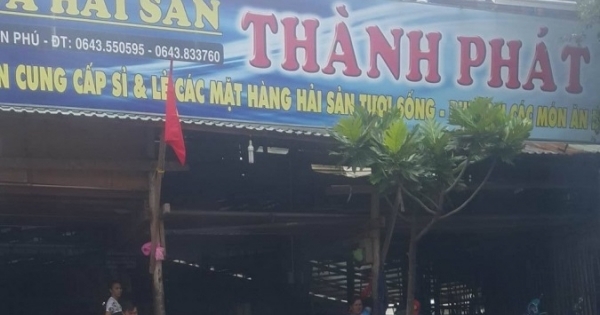 A HẢI SẢN
N PHÚ - ĐT: 0643.550595 - 0643.833760
THÀNH PHÁT
N CUNG CẤP SỈ & LẺ CÁC MẶT HÀNG HẢI SẢN TƯƠI SỐNG - CÁC MÓN ĂN